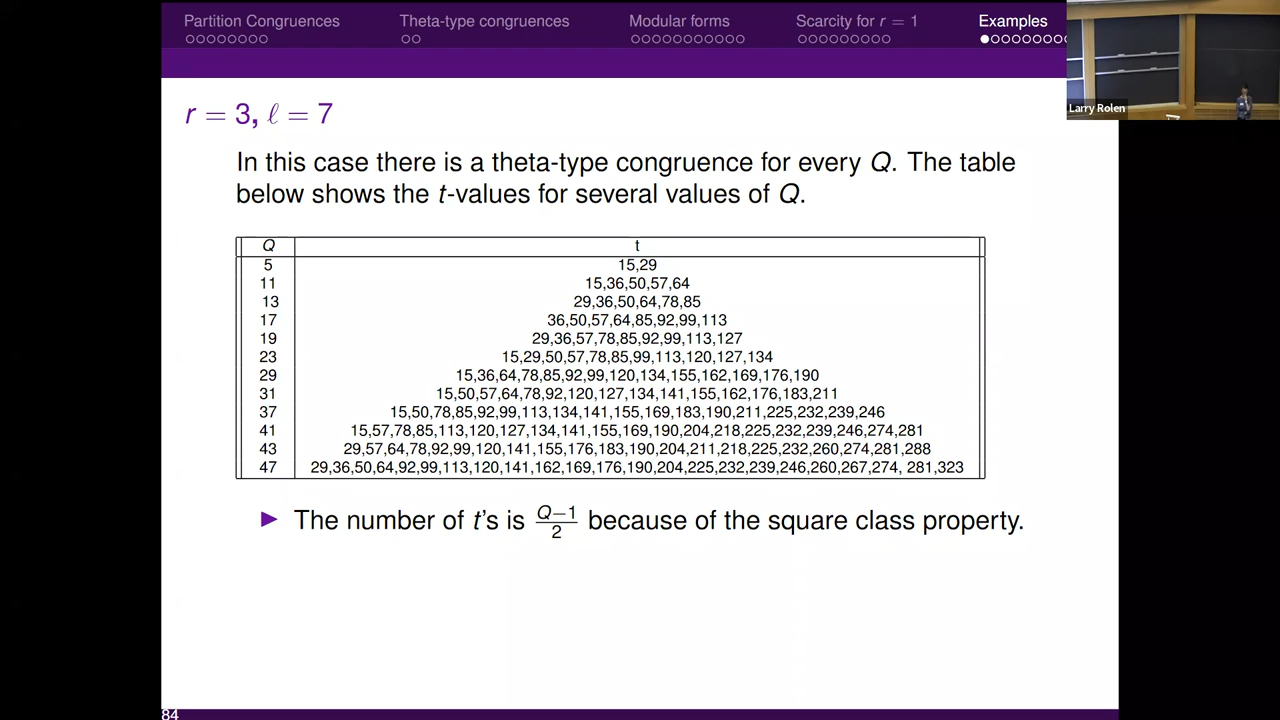 Partition Congruences Theta-type congruences Modular forms Scarcity for r = 1 Examples
Larry Rolen
r = 3, ℓ = 7
In this case there is a theta-type congruence for every Q. The table
below shows the t-values for several values of Q.
Q t
5 15,29
11 15,36,50,57,64
13 29,36,50,64,78,85
17 36,50,57,64,85,92,99,113
19 29,36,57,78,85,92,99,113,127
23 15,29,50,57,78,85,99,113,120,127,134
29 15,36,64,78,85,92,99,120,134,155,162,169,176,190
31 15,50,57,64,78,92,120,127,134,141,155,162,176,183,211
37 15,50,78,85,92,99,113,134,141,155,169,183,190,211,225,232,239,246
41 15,57,78,85,113,120,127,134,141,155,169,190,204,218,225,232,239,246,274,281
43 29,57,64,78,92,99,120,141,155,176,183,190,204,211,218,225,232,260,274,281,288
47 29,36,50,64,92,99,113,120,141,162,169,176,190,204,225,232,239,246,260,267,274, 281,323
► The number of t's is Q−1/2 because of the square class property.
84